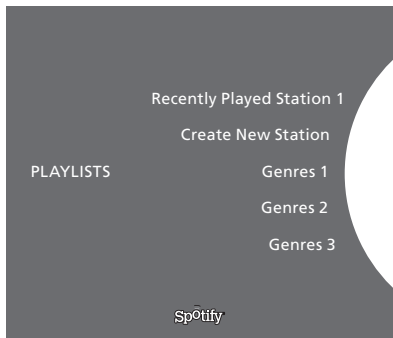 Recently Played Station 1
Create New Station
PLAYLISTS
Genres 1
Genres 2
Genres 3
Spotify